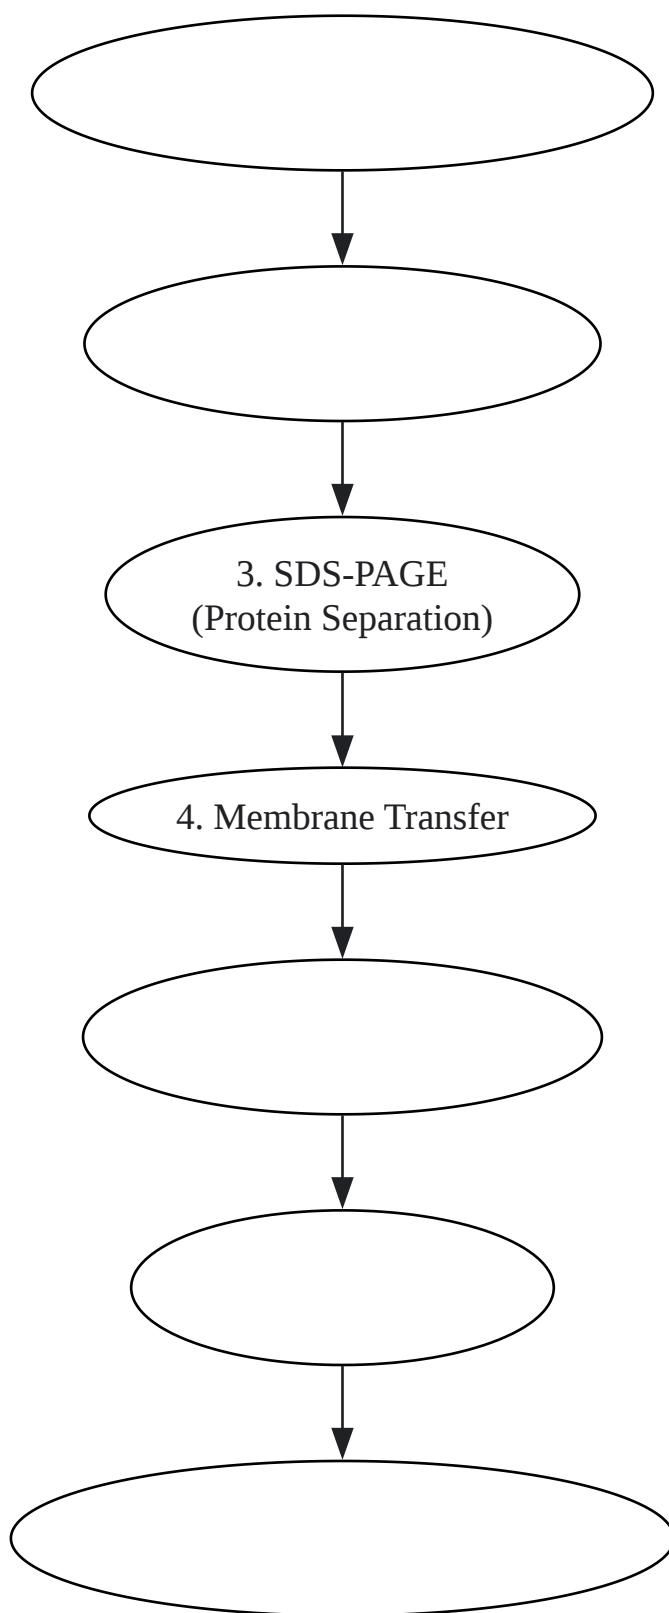 3. SDS-PAGE
(Protein Separation)
4. Membrane Transfer